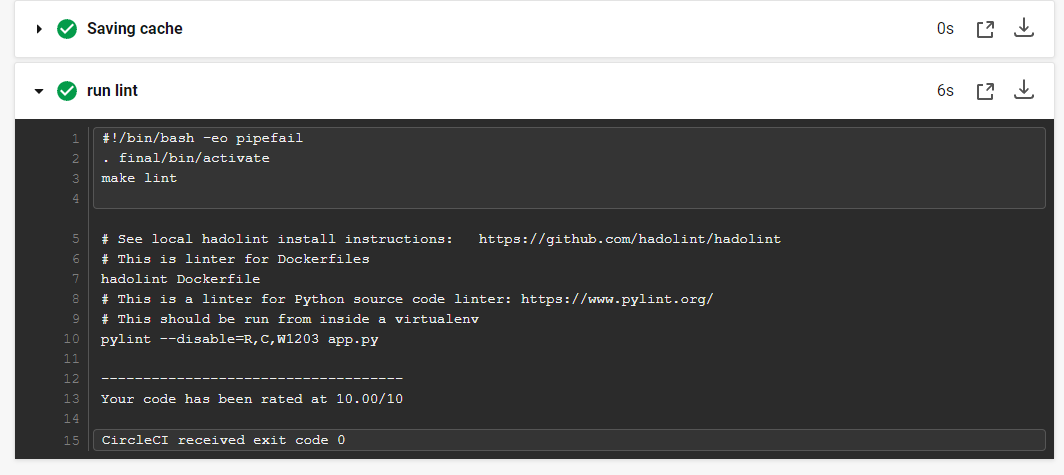 Saving cache 0s
run lint 6s
1 #!/bin/bash -eo pipefail
2 . final/bin/activate
3 make lint
4
5 # See local hadolint install instructions:   https://github.com/hadolint/hadolint
6 # This is linter for Dockerfiles
7 hadolint Dockerfile
8 # This is a linter for Python source code linter: https://www.pylint.org/
9 # This should be run from inside a virtualenv
10 pylint --disable=R,C,W1203 app.py
11
12 ------------------------------------
13 Your code has been rated at 10.00/10
14
15 CircleCI received exit code 0